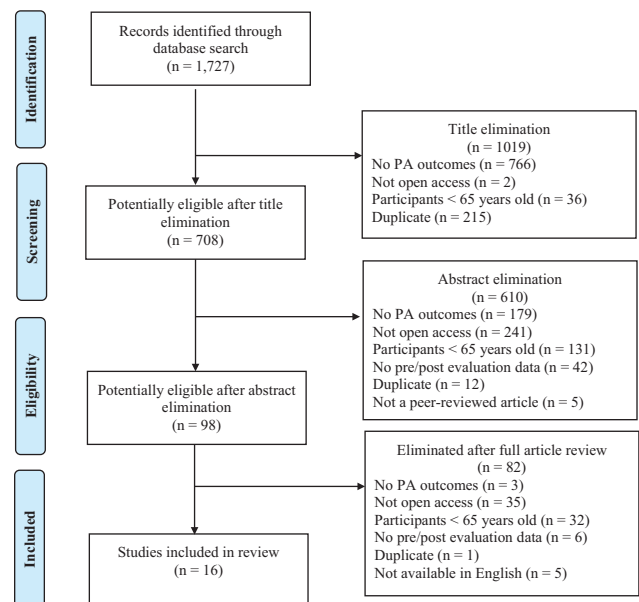 Identification
Records identified through
database search
(n = 1,727)
Title elimination
(n = 1019)
No PA outcomes (n = 766)
Not open access (n = 2)
Participants < 65 years old (n = 36)
Duplicate (n = 215)
Screening
Potentially eligible after title
elimination
(n = 708)
Abstract elimination
(n = 610)
No PA outcomes (n = 179)
Not open access (n = 241)
Participants < 65 years old (n = 131)
No pre/post evaluation data (n = 42)
Duplicate (n = 12)
Not a peer-reviewed article (n = 5)
Eligibility
Potentially eligible after abstract
elimination
(n = 98)
Eliminated after full article review
(n = 82)
No PA outcomes (n = 3)
Not open access (n = 35)
Participants < 65 years old (n = 32)
No pre/post evaluation data (n = 6)
Duplicate (n = 1)
Not available in English (n = 5)
Included
Studies included in review
(n = 16)